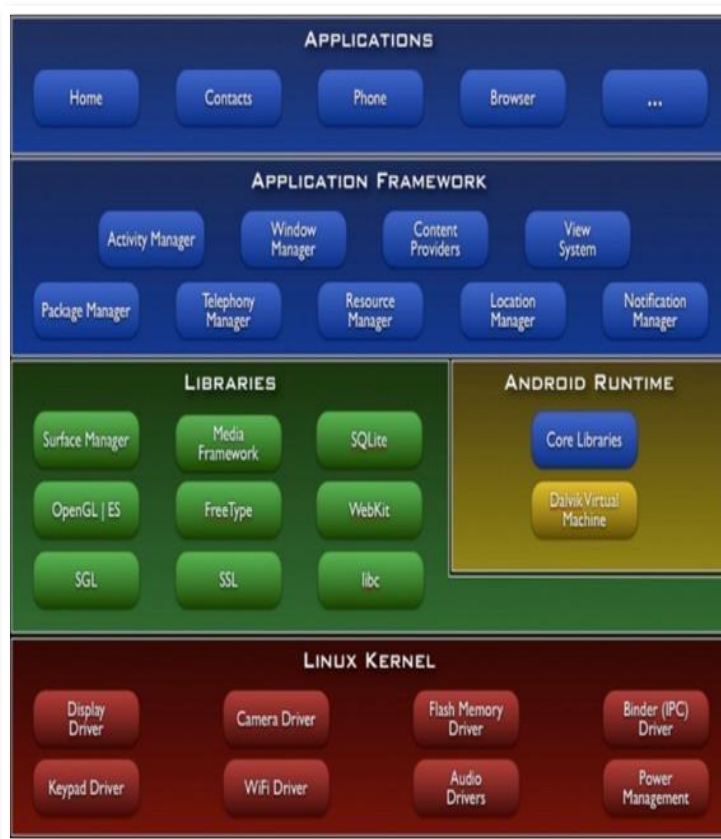 APPLICATIONS
Home
Contacts
Phone
Browser
...
APPLICATION FRAMEWORK
Activity Manager
Window
Manager
Content
Providers
View
System
Package Manager
Telephony
Manager
Resource
Manager
Location
Manager
Notification
Manager
LIBRARIES
Surface Manager
Media
Framework
SQLite
OpenGL | ES
FreeType
WebKit
SGL
SSL
libc
ANDROID RUNTIME
Core Libraries
Dalvik Virtual
Machine
LINUX KERNEL
Display
Driver
Camera Driver
Flash Memory
Driver
Binder (IPC)
Driver
Keypad Driver
WiFi Driver
Audio
Drivers
Power
Management